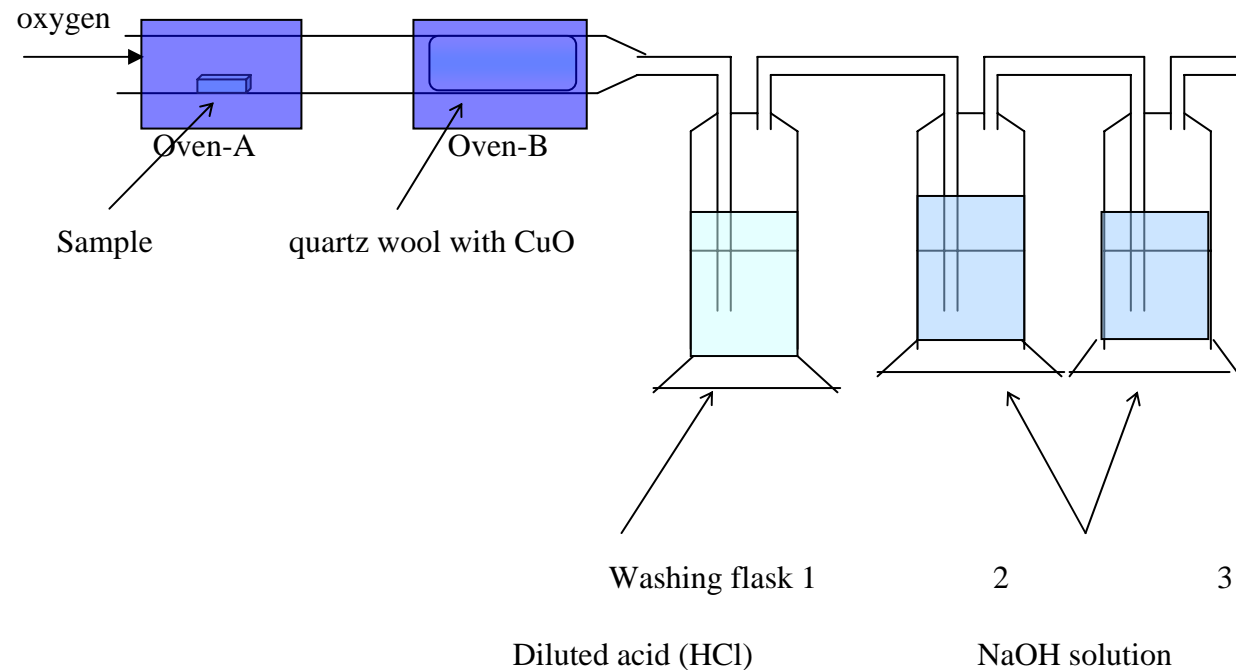 oxygen
Oven-A
Oven-B
Sample
quartz wool with CuO
Washing flask 1
2
3
Diluted acid (HCl)
NaOH solution